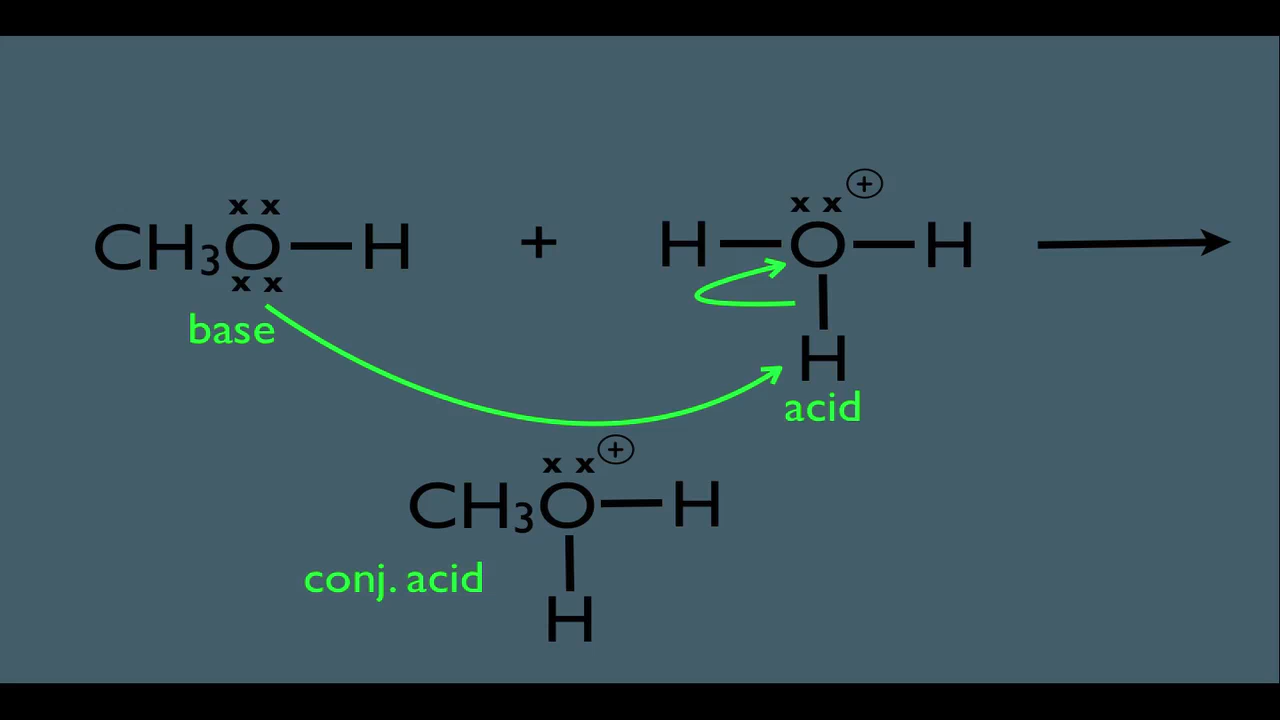 x x
CH₃O—H + H—O—H
x x
base
x x +
H
acid
x x +
CH₃O—H
conj. acid
H